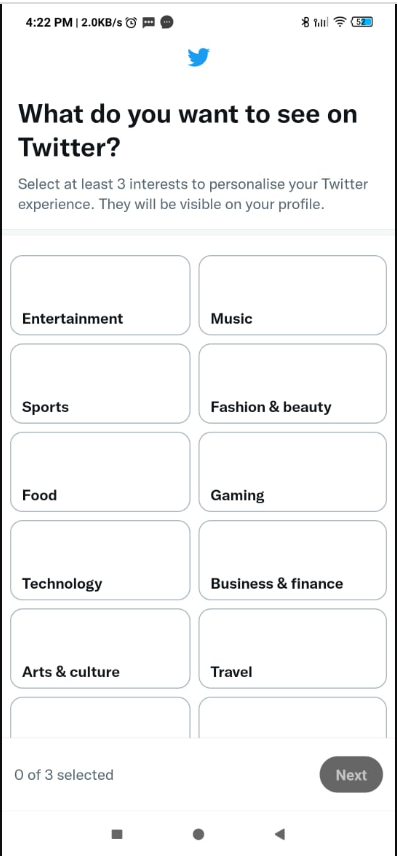 4:22 PM | 2.0KB/s
52
What do you want to see on
Twitter?
Select at least 3 interests to personalise your Twitter
experience. They will be visible on your profile.
Entertainment
Music
Sports
Fashion & beauty
Food
Gaming
Technology
Business & finance
Arts & culture
Travel
0 of 3 selected
Next